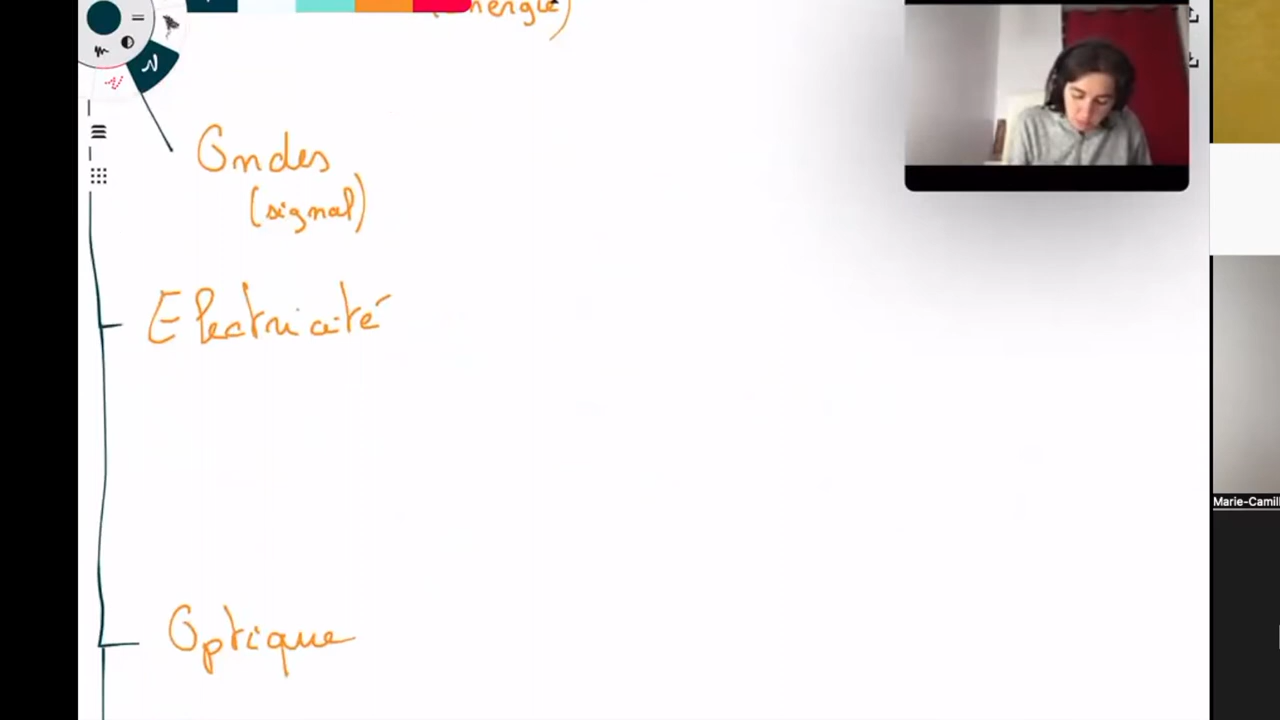 (énergie)
Ondes
(signal)
Electricité
Optique
Marie-Camill